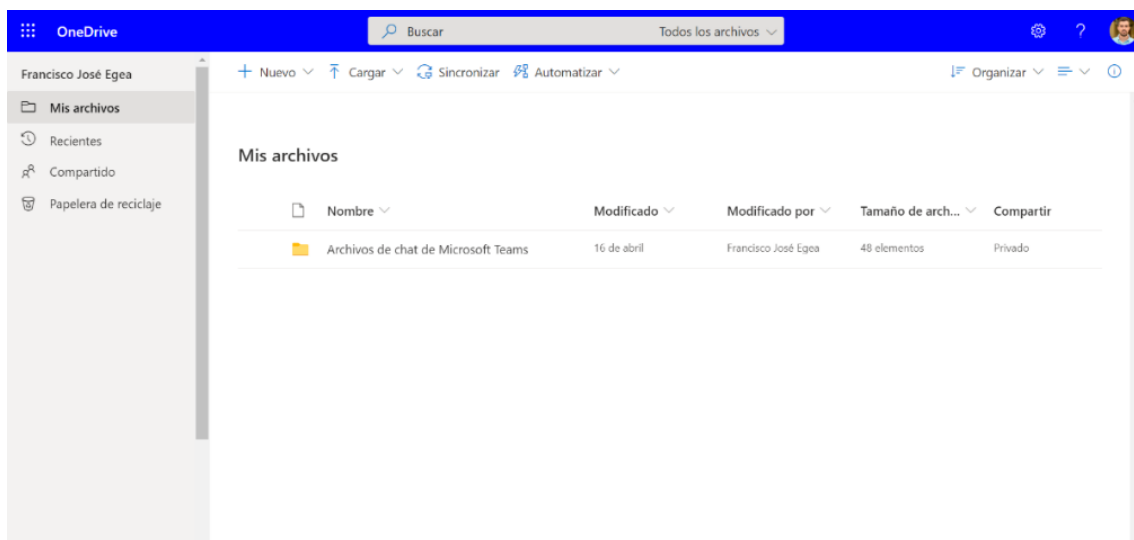 OneDrive
Buscar
Todos los archivos
?
Francisco José Egea
Nuevo
Cargar
Sincronizar
Automatizar
Organizar
Mis archivos
Recientes
Compartido
Papelera de reciclaje
Mis archivos
Nombre Modificado Modificado por Tamaño de arch... Compartir
Archivos de chat de Microsoft Teams 16 de abril Francisco José Egea 48 elementos Privado